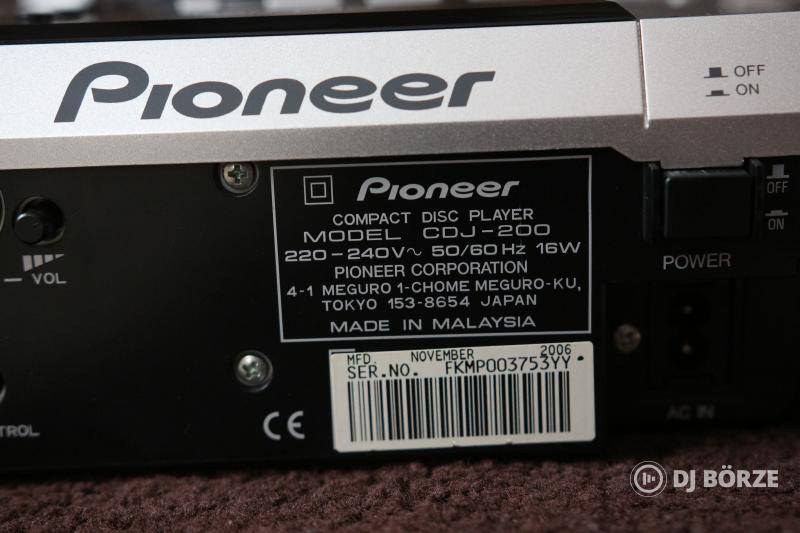 Pioneer
OFF
ON
Pioneer
COMPACT DISC PLAYER
MODEL CDJ-200
220-240V~ 50/60Hz 16W
PIONEER CORPORATION
4-1 MEGURO 1-CHOME MEGURO-KU,
TOKYO 153-8654 JAPAN
MADE IN MALAYSIA
MFD. NOVEMBER 2006
SER.NO. FKMP003753YY
CE
VOL
TROL
OFF
ON
POWER
AC IN
DJ BÖRZE